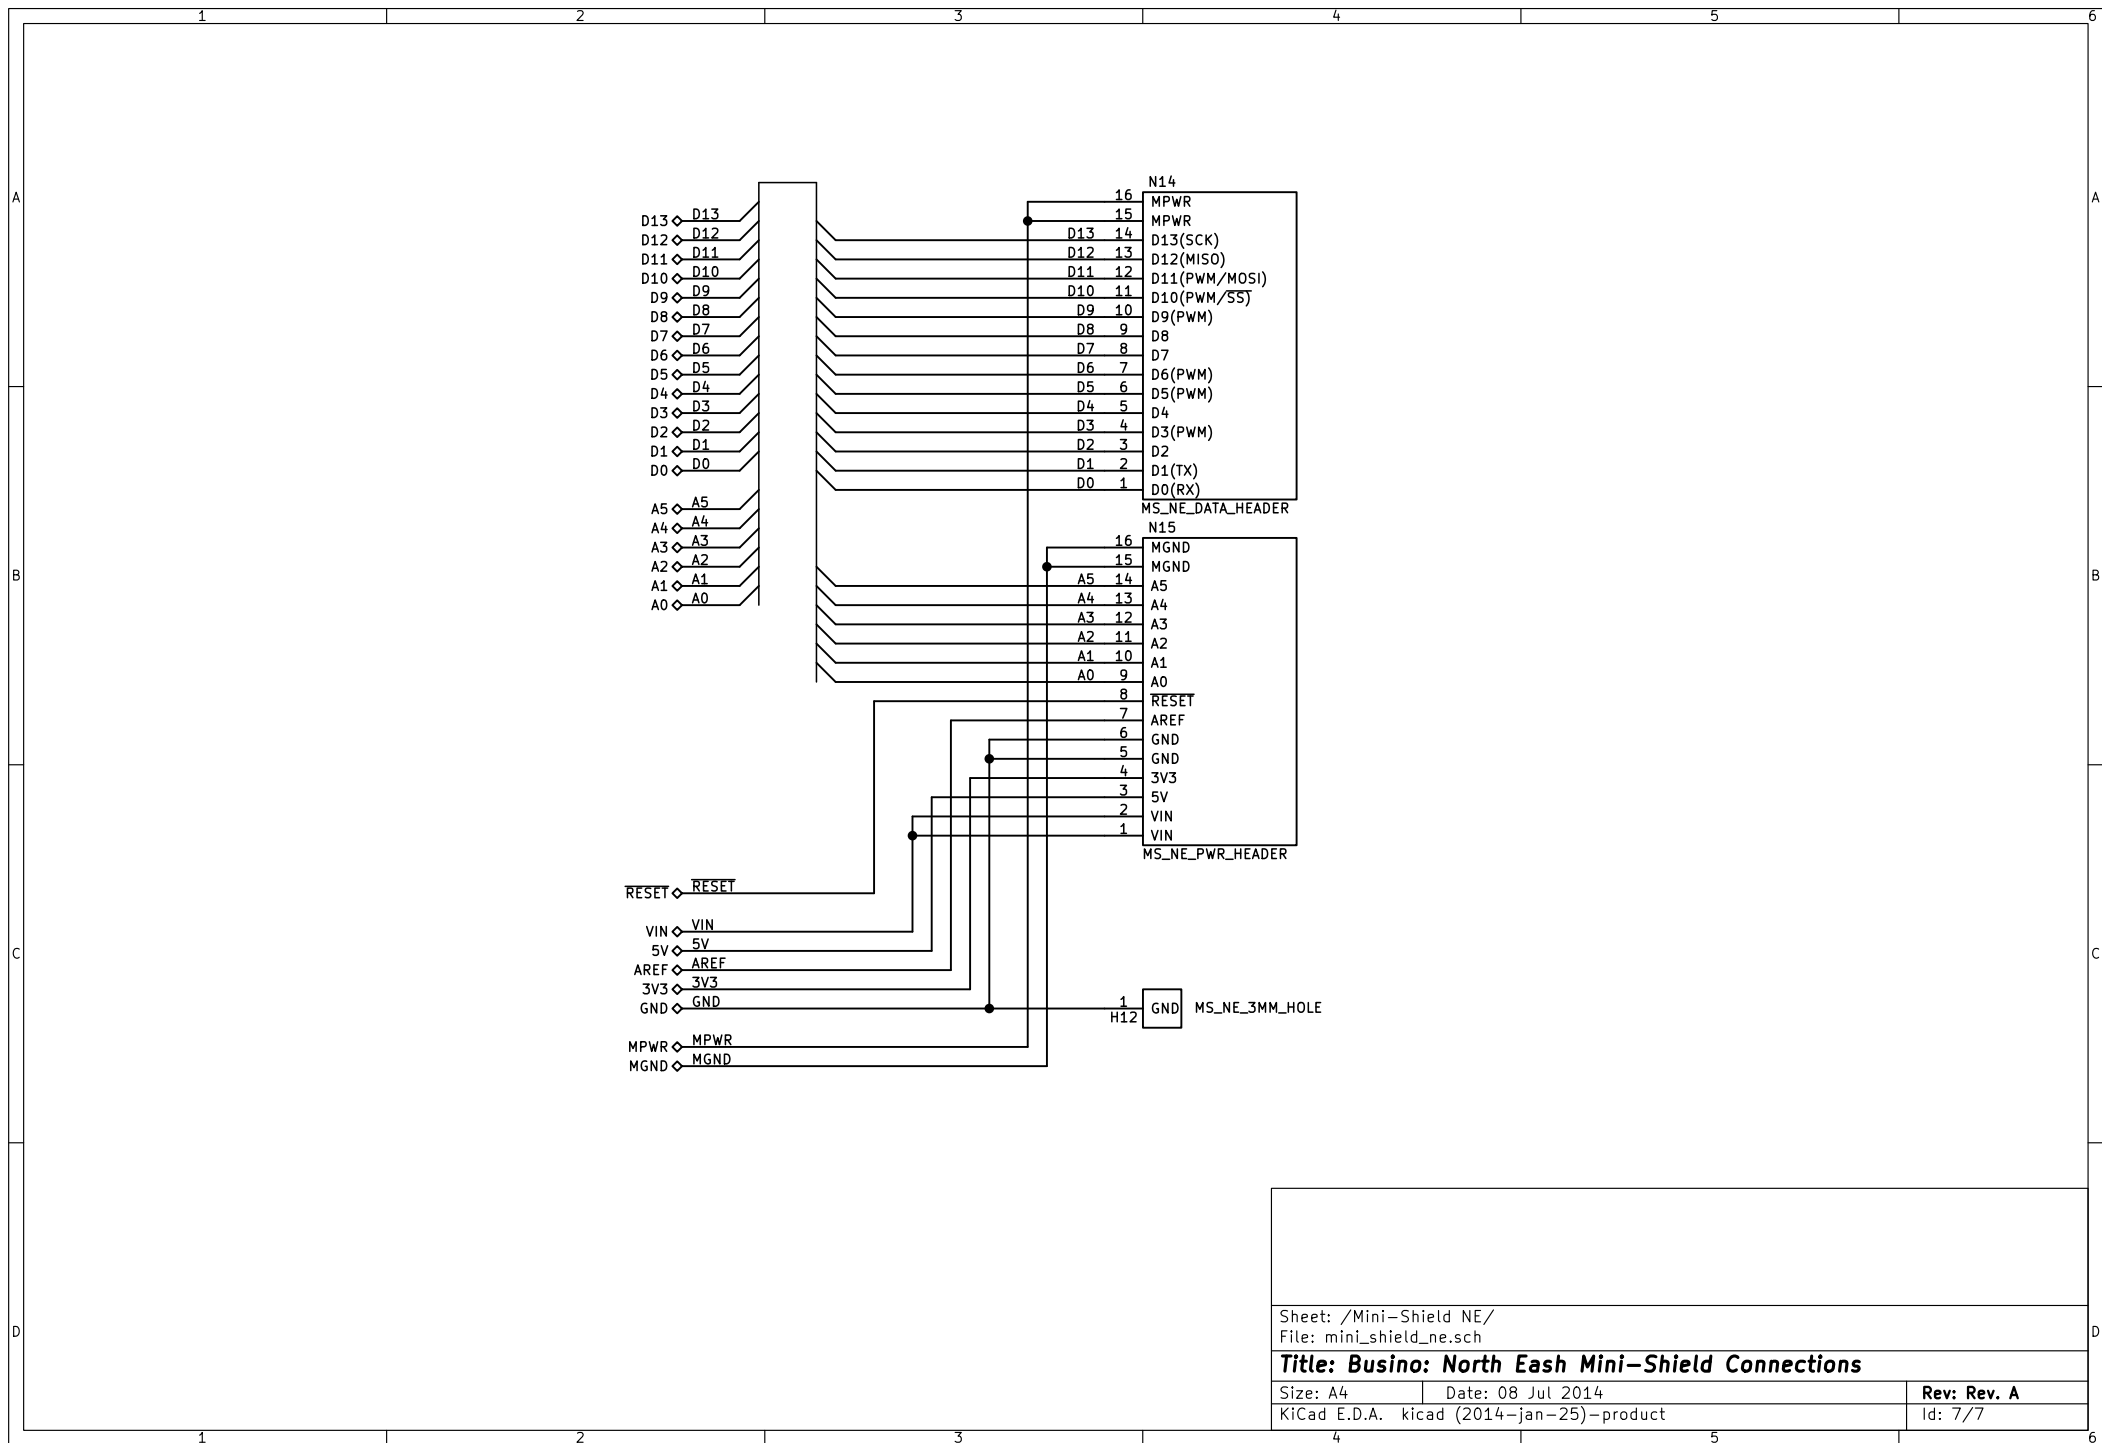 1 2 3 4 5 6
A A
B B
C C
D D
D13 D13
D12 D12
D11 D11
D10 D10
D9 D9
D8 D8
D7 D7
D6 D6
D5 D5
D4 D4
D3 D3
D2 D2
D1 D1
D0 D0
A5 A5
A4 A4
A3 A3
A2 A2
A1 A1
A0 A0
RESET RESET
VIN VIN
5V 5V
AREF AREF
3V3 3V3
GND GND
MPWR MPWR
MGND MGND
N14
16 MPWR
15 MPWR
D13 14 D13(SCK)
D12 13 D12(MISO)
D11 12 D11(PWM/MOSI)
D10 11 D10(PWM/SS)
D9 10 D9(PWM)
D8 9 D8
D7 8 D7
D6 7 D6(PWM)
D5 6 D5(PWM)
D4 5 D4
D3 4 D3(PWM)
D2 3 D2
D1 2 D1(TX)
D0 1 D0(RX)
MS_NE_DATA_HEADER
N15
16 MGND
15 MGND
A5 14 A5
A4 13 A4
A3 12 A3
A2 11 A2
A1 10 A1
A0 9 A0
8 RESET
7 AREF
6 GND
5 GND
4 3V3
3 5V
2 VIN
1 VIN
MS_NE_PWR_HEADER
1 GND MS_NE_3MM_HOLE
H12
Sheet: /Mini-Shield NE/
File: mini_shield_ne.sch
Title: Busino: North Eash Mini-Shield Connections
Size: A4 Date: 08 Jul 2014 Rev: Rev. A
KiCad E.D.A. kicad (2014-jan-25)-product Id: 7/7
1 2 3 4 5 6